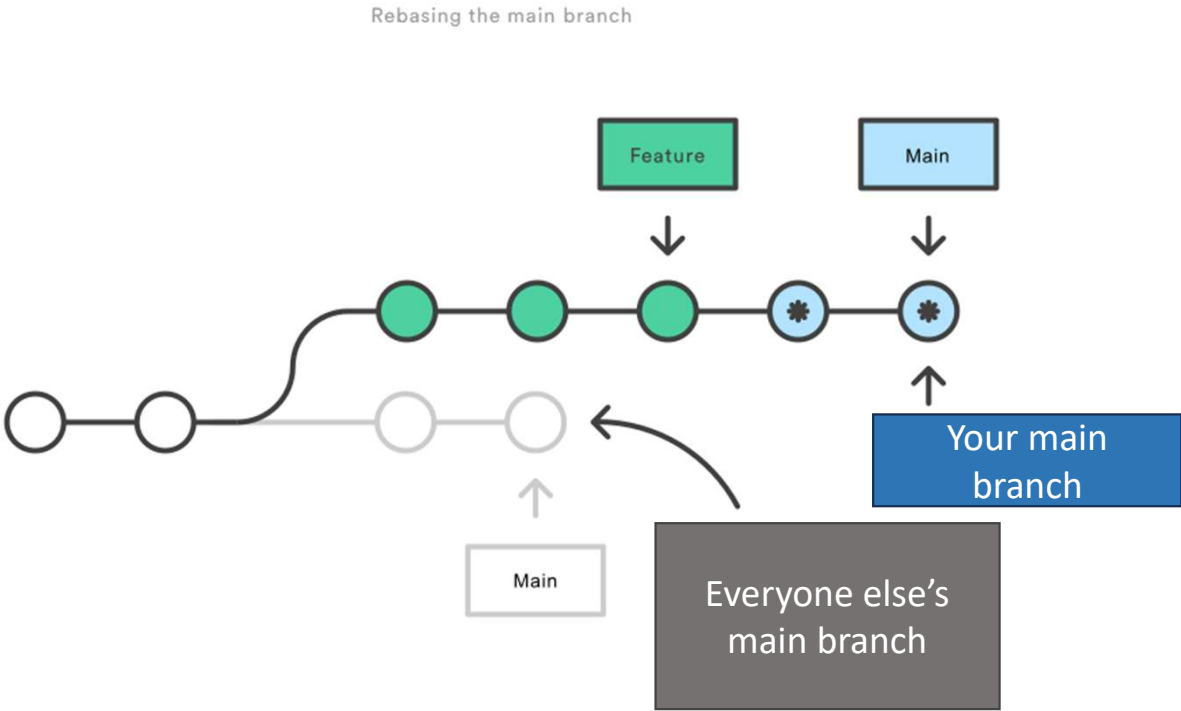 Rebasing the main branch
Feature
Main
Your main
branch
Main
Everyone else’s
main branch